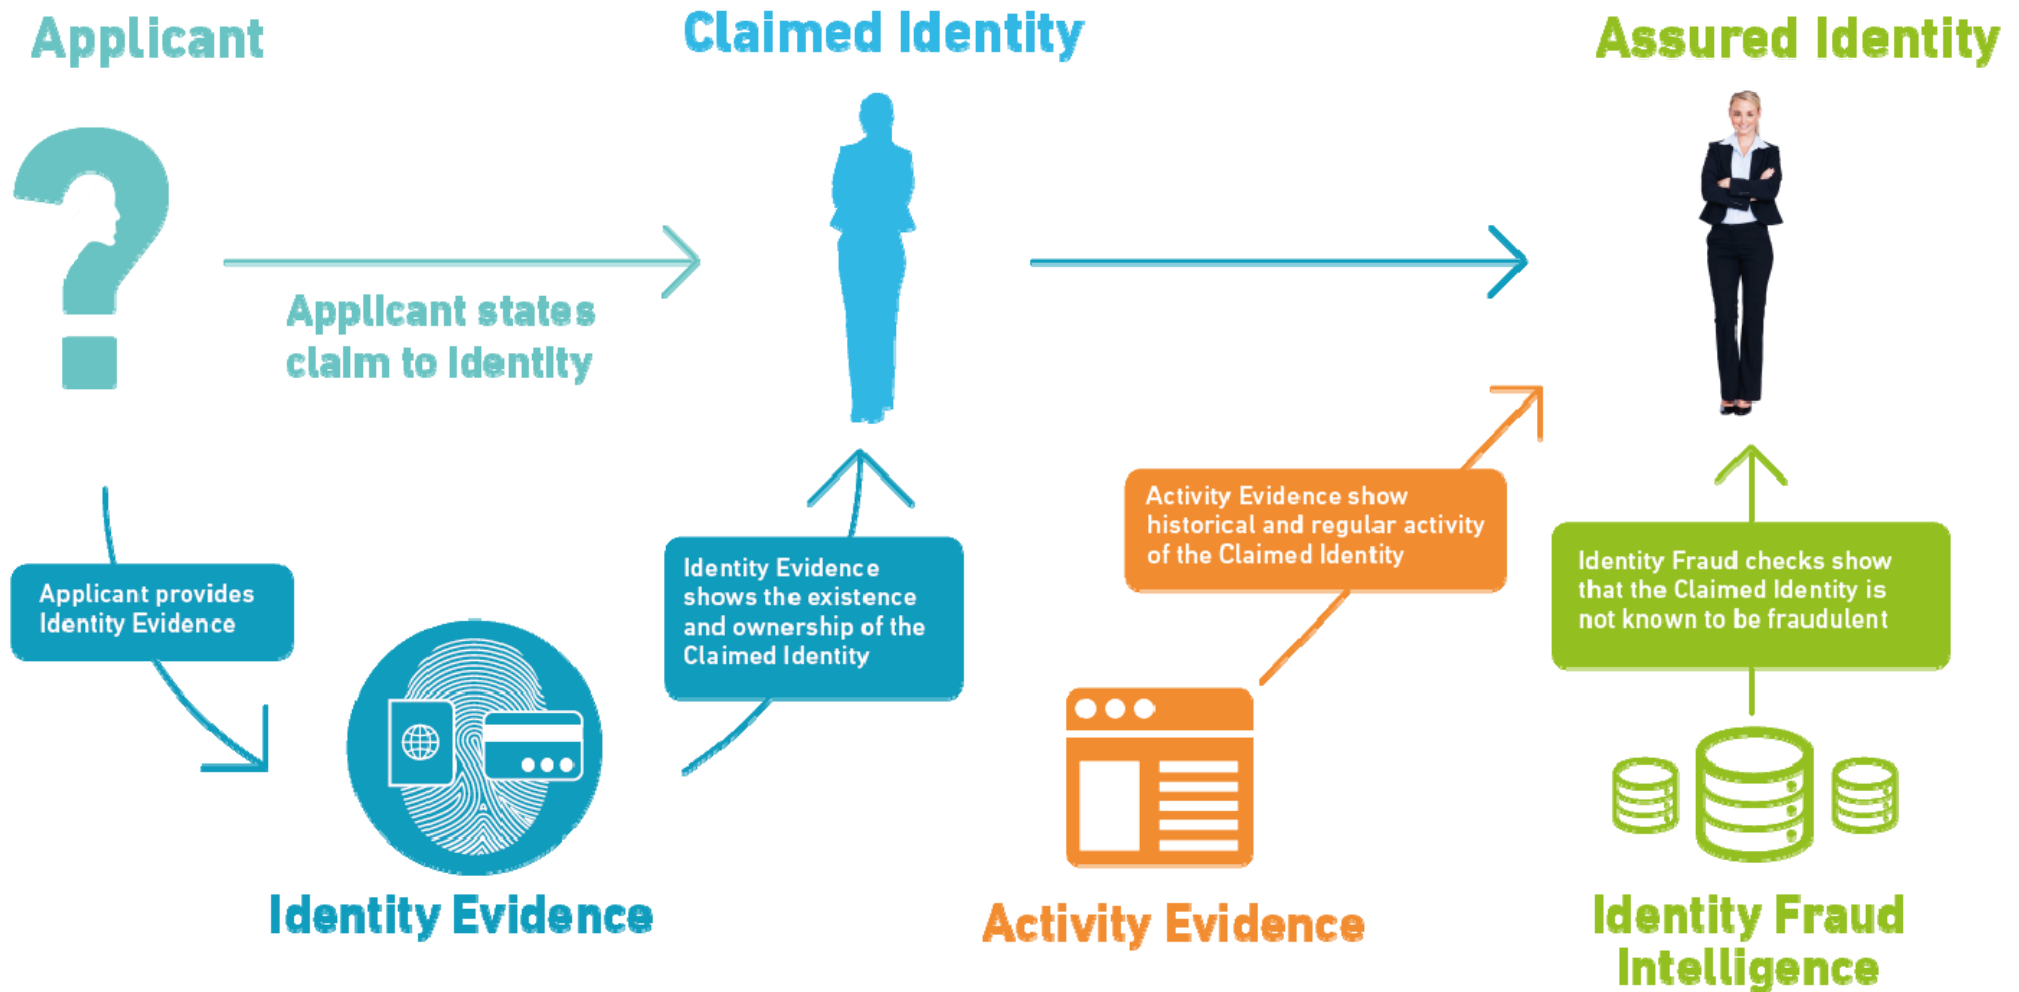 Applicant
Claimed Identity
Assured Identity
Applicant states
claim to Identity
Applicant provides
Identity Evidence
Identity Evidence
shows the existence
and ownership of the
Claimed Identity
Activity Evidence show
historical and regular activity
of the Claimed Identity
Identity Fraud checks show
that the Claimed Identity is
not known to be fraudulent
Identity Evidence
Activity Evidence
Identity Fraud
Intelligence